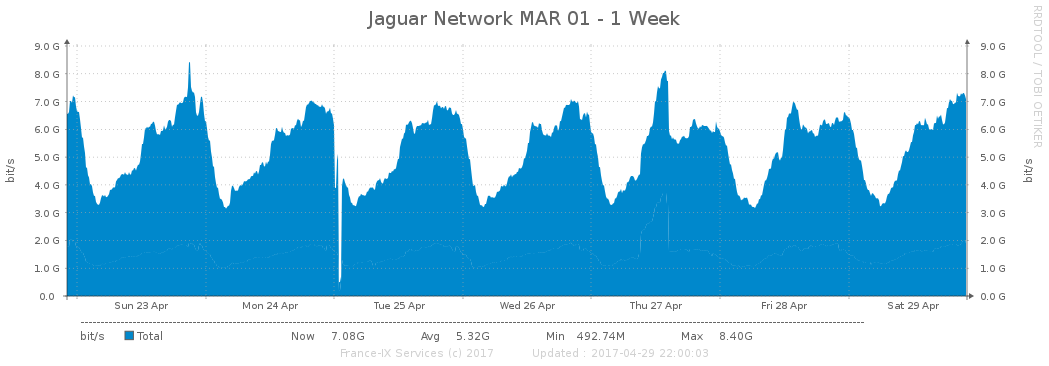 Jaguar Network MAR 01 - 1 Week
RRDTOOL / TOBI OETIKER
bit/s
9.0 G
8.0 G
7.0 G
6.0 G
5.0 G
4.0 G
3.0 G
2.0 G
1.0 G
0.0
9.0 G
8.0 G
7.0 G
6.0 G
5.0 G
4.0 G
3.0 G
2.0 G
1.0 G
0.0 G
bit/s
Sun 23 Apr Mon 24 Apr Tue 25 Apr Wed 26 Apr Thu 27 Apr Fri 28 Apr Sat 29 Apr
bit/s Total Now 7.08G Avg 5.32G Min 492.74M Max 8.40G
France-IX Services (c) 2017 Updated : 2017-04-29 22:00:03